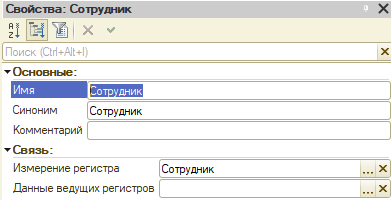 Свойства: Сотрудник
Поиск (Ctrl+Alt+I)
Основные:
Имя Сотрудник
Синоним Сотрудник
Комментарий
Связь:
Измерение регистра Сотрудник ...
Данные ведущих регистров ...